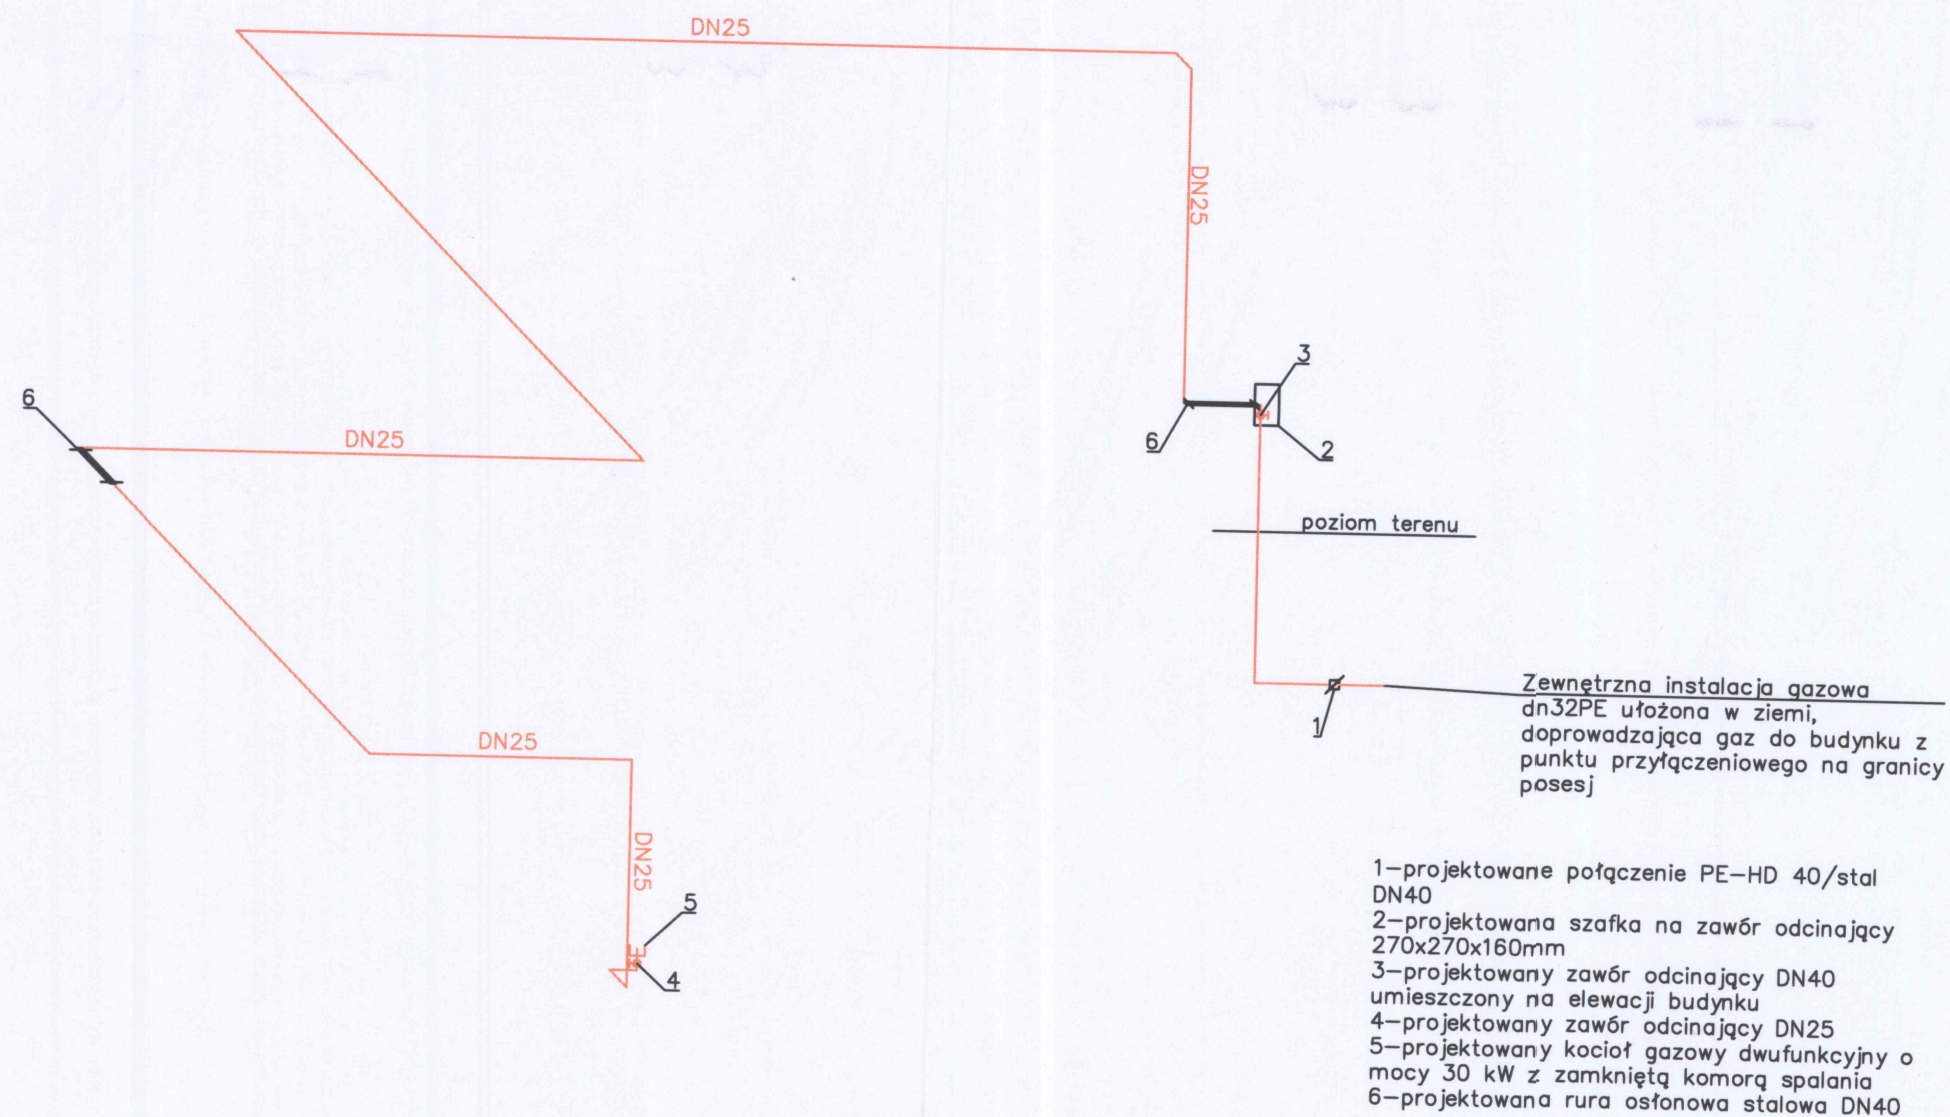 DN25
DN25
3
6
6
DN25
2
poziom terenu
Zewnętrzna instalacja gazowa
dn32PE ułożona w ziemi,
doprowadzająca gaz do budynku z
punktu przyłączeniowego na granicy
posesj
1
DN25
DN25
5
4
1-projektowane połączenie PE-HD 40/stal
DN40
2-projektowana szafka na zawór odcinający
270x270x160mm
3-projektowany zawór odcinający DN40
umieszczony na elewacji budynku
4-projektowany zawór odcinający DN25
5-projektowany kocioł gazowy dwufunkcyjny o
mocy 30 kW z zamkniętą komorą spalania
6-projektowana rura osłonowa stalowa DN40